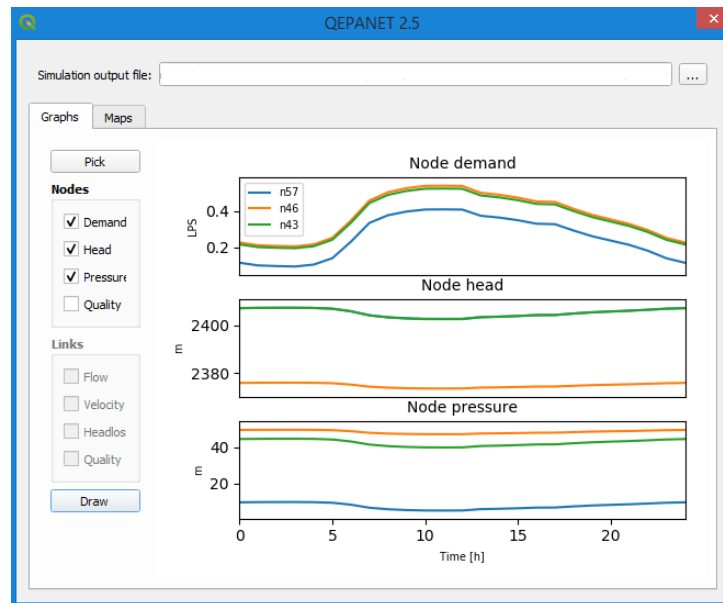 QEPANET 2.5
Simulation output file:
...
Graphs
Maps
Pick
Nodes
Demand
Head
Pressure
Quality
Links
Flow
Velocity
Headlos
Quality
Draw
Node demand
n57
n46
n43
LPS
0.4
0.2
Node head
m
2400
2380
Node pressure
m
40
20
0 5 10 15 20
Time [h]